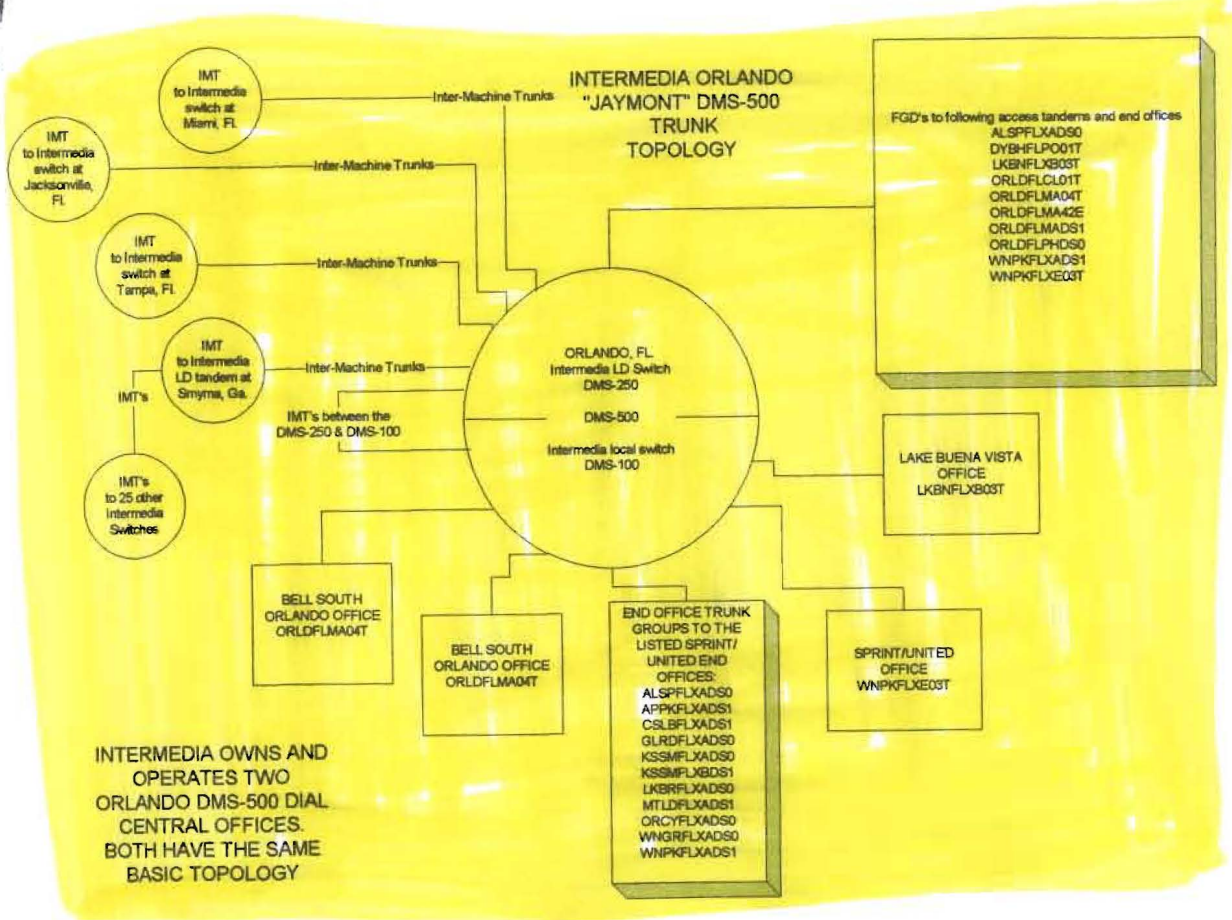 INTERMEDIA ORLANDO
"JAYMONT" DMS-500
TRUNK
TOPOLOGY
IMT
to Intermedia
switch at
Miami, Fl.
Inter-Machine Trunks
IMT
to Intermedia
switch at
Jacksonville,
Fl.
Inter-Machine Trunks
IMT
to Intermedia
switch at
Tampa, Fl.
Inter-Machine Trunks
IMT
to Intermedia
LD tandem at
Smyrna, Ga.
Inter-Machine Trunks
IMT's
IMT's between the
DMS-250 & DMS-100
IMT's
to 25 other
Intermedia
Switches
FGD's to following access tandems and end offices
ALSPFLXADS0
DYBHFLPO01T
LKBNFLXB03T
ORLDFLCL01T
ORLDFLMA04T
ORLDFLMA42E
ORLDFLMADS1
ORLDFLPHDS0
WNPKFLXADS1
WNPKFLXE03T
ORLANDO, FL.
Intermedia LD Switch
DMS-250
DMS-500
Intermedia local switch
DMS-100
LAKE BUENA VISTA
OFFICE
LKBNFLXB03T
BELL SOUTH
ORLANDO OFFICE
ORLDFLMA04T
BELL SOUTH
ORLANDO OFFICE
ORLDFLMA04T
END OFFICE TRUNK
GROUPS TO THE
LISTED SPRINT/
UNITED END
OFFICES:
ALSPFLXADS0
APPKFLXADS1
CSLBFLXADS1
GLRDFLXADS0
KSSMFLXADS0
KSSMFLXBDS1
LKBRFLXADS0
MTLDFLXADS1
ORCYFLXADS0
WNGRFLXADS0
WNPKFLXADS1
SPRINT/UNITED
OFFICE
WNPKFLXE03T
INTERMEDIA OWNS AND
OPERATES TWO
ORLANDO DMS-500 DIAL
CENTRAL OFFICES.
BOTH HAVE THE SAME
BASIC TOPOLOGY